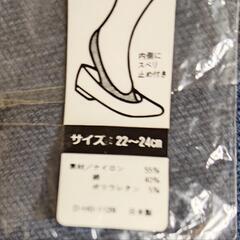 内側に
スベリ
止め付き
サイズ:22〜24cm
素材/ナイロン 55%
綿 40%
ポリウレタン 5%
日本製